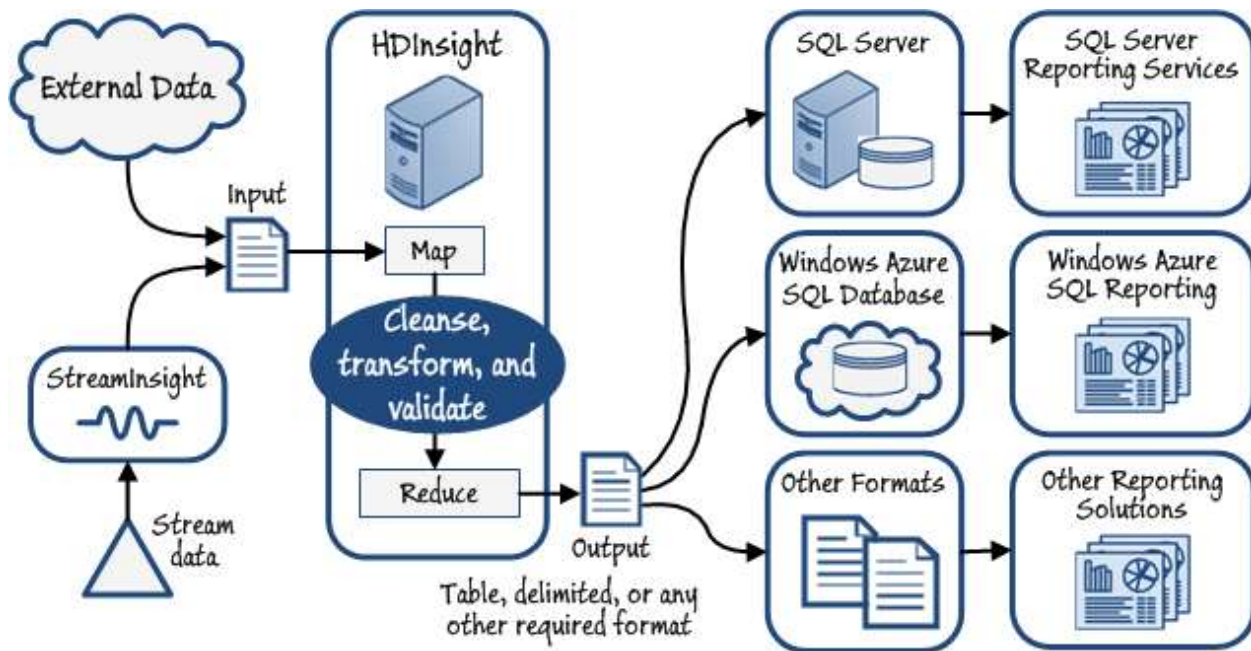 External Data
StreamInsight
Stream
data
Input
HDInsight
Map
Cleanse,
transform, and
validate
Reduce
Output
Table, delimited, or any
other required format
SQL Server
SQL Server
Reporting Services
Windows Azure
SQL Database
Windows Azure
SQL Reporting
Other Formats
Other Reporting
Solutions